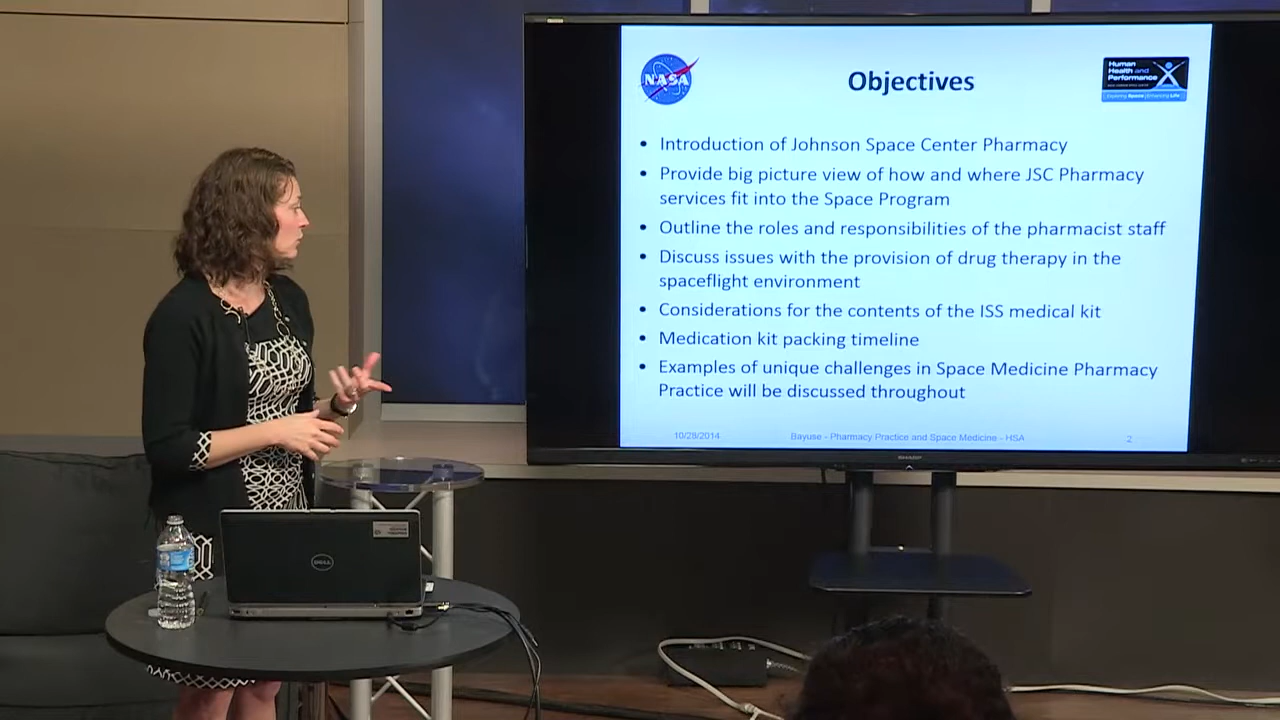 NASA
Objectives
Human
Health and
Performance
Exploring Space | Enhancing Life
• Introduction of Johnson Space Center Pharmacy
• Provide big picture view of how and where JSC Pharmacy
services fit into the Space Program
• Outline the roles and responsibilities of the pharmacist staff
• Discuss issues with the provision of drug therapy in the
spaceflight environment
• Considerations for the contents of the ISS medical kit
• Medication kit packing timeline
• Examples of unique challenges in Space Medicine Pharmacy
Practice will be discussed throughout
10/28/2014
Bayuse - Pharmacy Practice and Space Medicine - HSA
2
SHARP
DELL